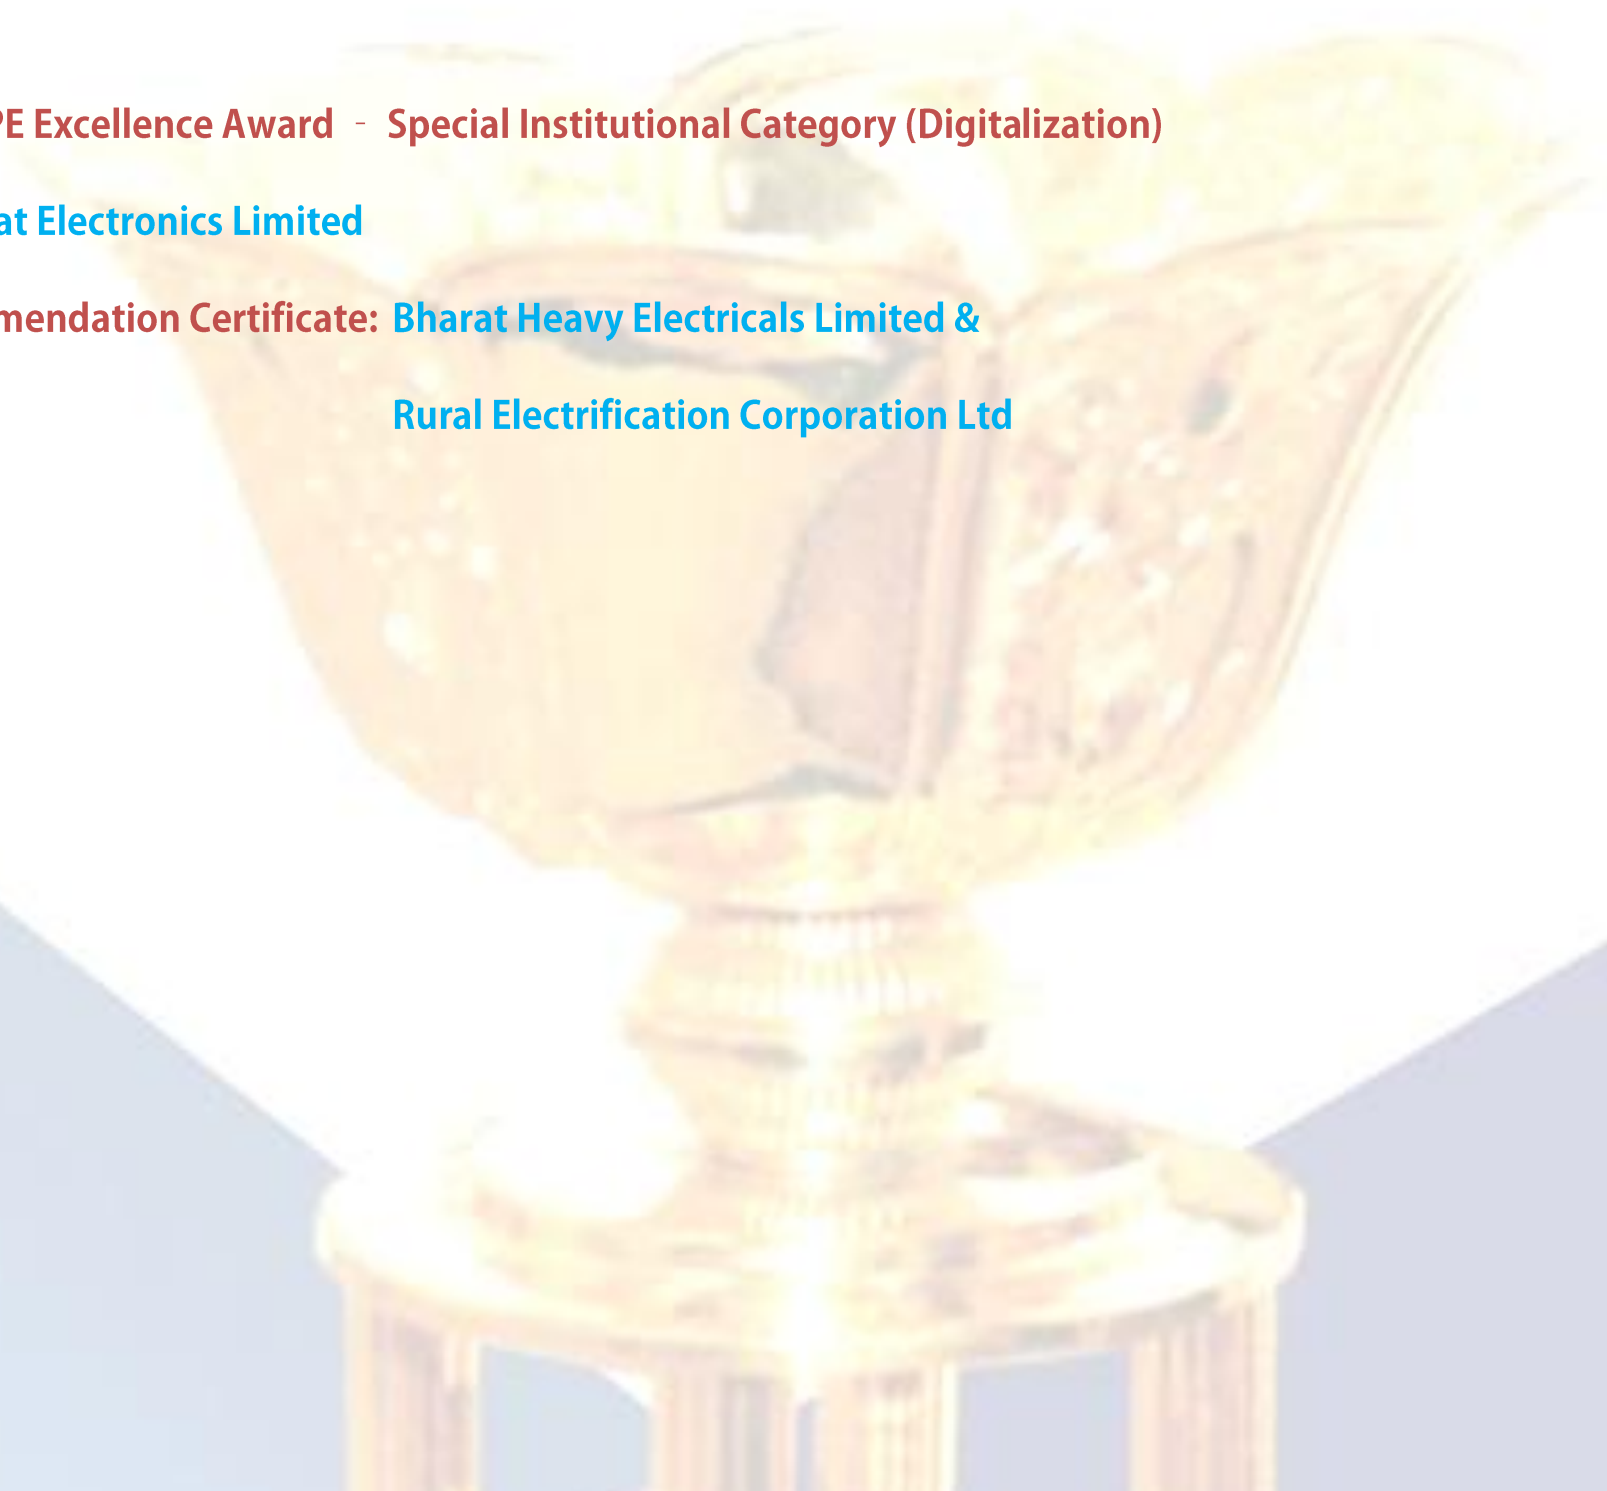 PE Excellence Award - Special Institutional Category (Digitalization)
at Electronics Limited
mendation Certificate: Bharat Heavy Electricals Limited &
Rural Electrification Corporation Ltd